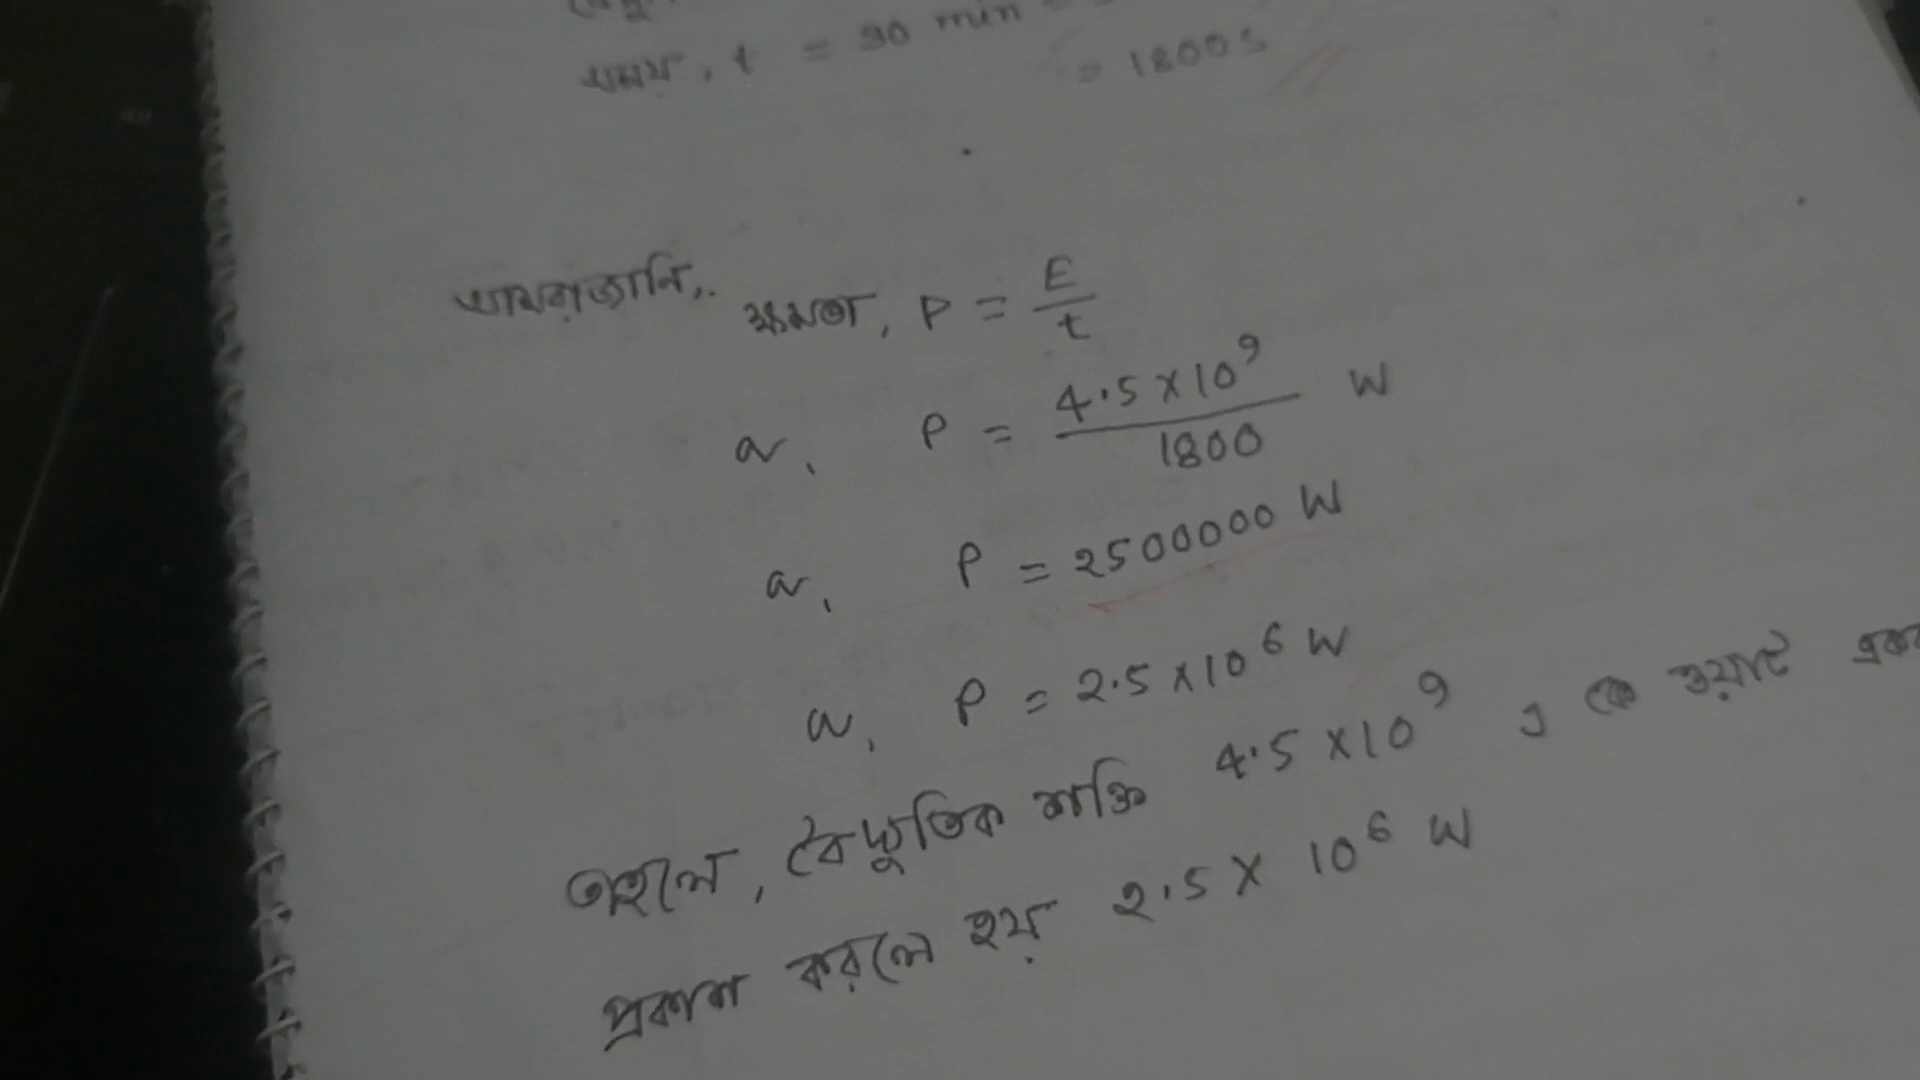 সময়, t = 30 min =
= 1800 s
আমরা জানি,
ক্ষমতা, P = E/t
বা, P = 4.5 × 10⁹/1800 W
বা, P = 2500000 W
বা, P = 2.5 × 10⁶ W
তাহলে, বৈদ্যুতিক শক্তি 4.5 × 10⁹ J কে ওয়াট
প্রকাশ করলে হয় 2.5 × 10⁶ W